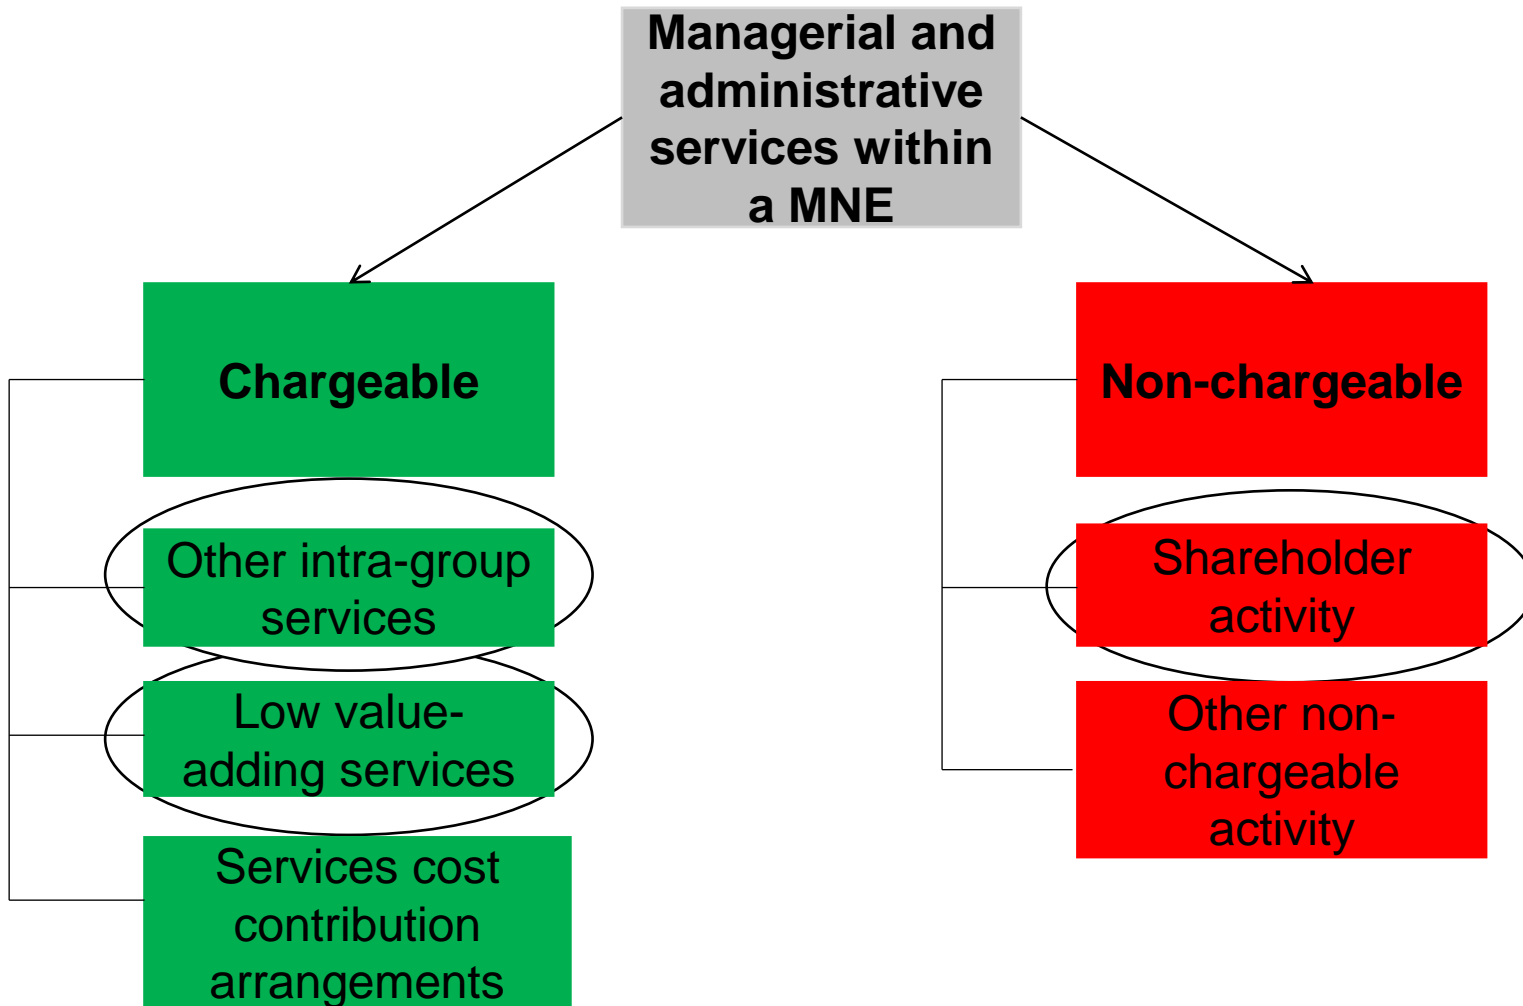 Managerial and
administrative
services within
a MNE
Chargeable
Other intra-group
services
Low value-
adding services
Services cost
contribution
arrangements
Non-chargeable
Shareholder
activity
Other non-
chargeable
activity